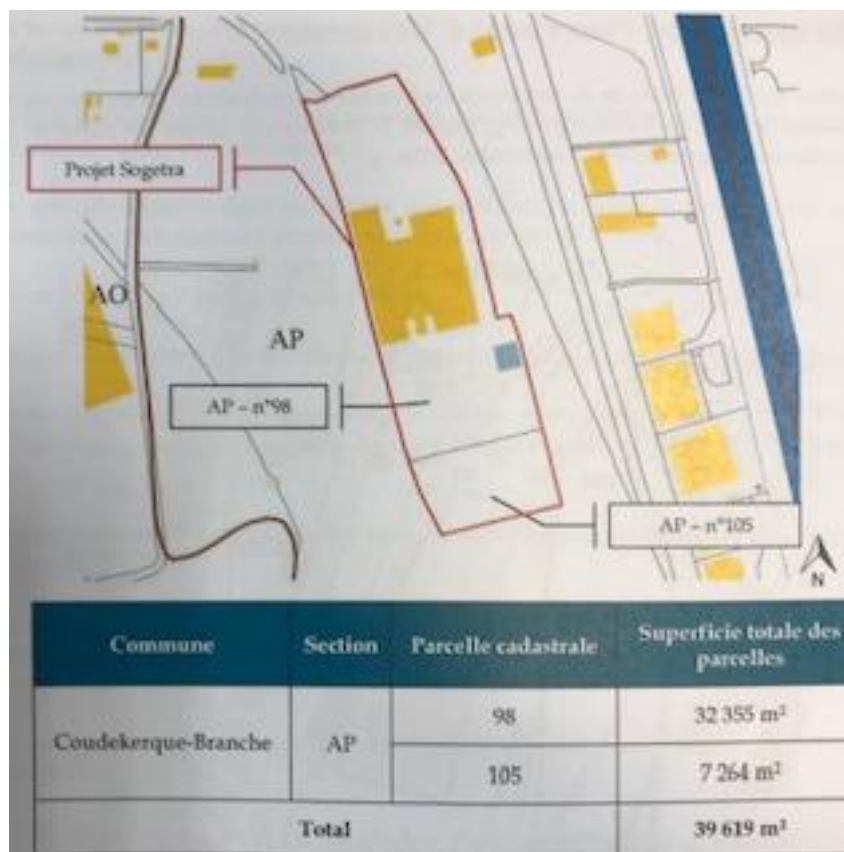 Projet Sogetra
AO
AP
AP – n°98
AP – n°105
N
Commune Section Parcelle cadastrale Superficie totale des parcelles
Coudekerque-Branche AP 98 32 355 m²
105 7 264 m²
Total 39 619 m²